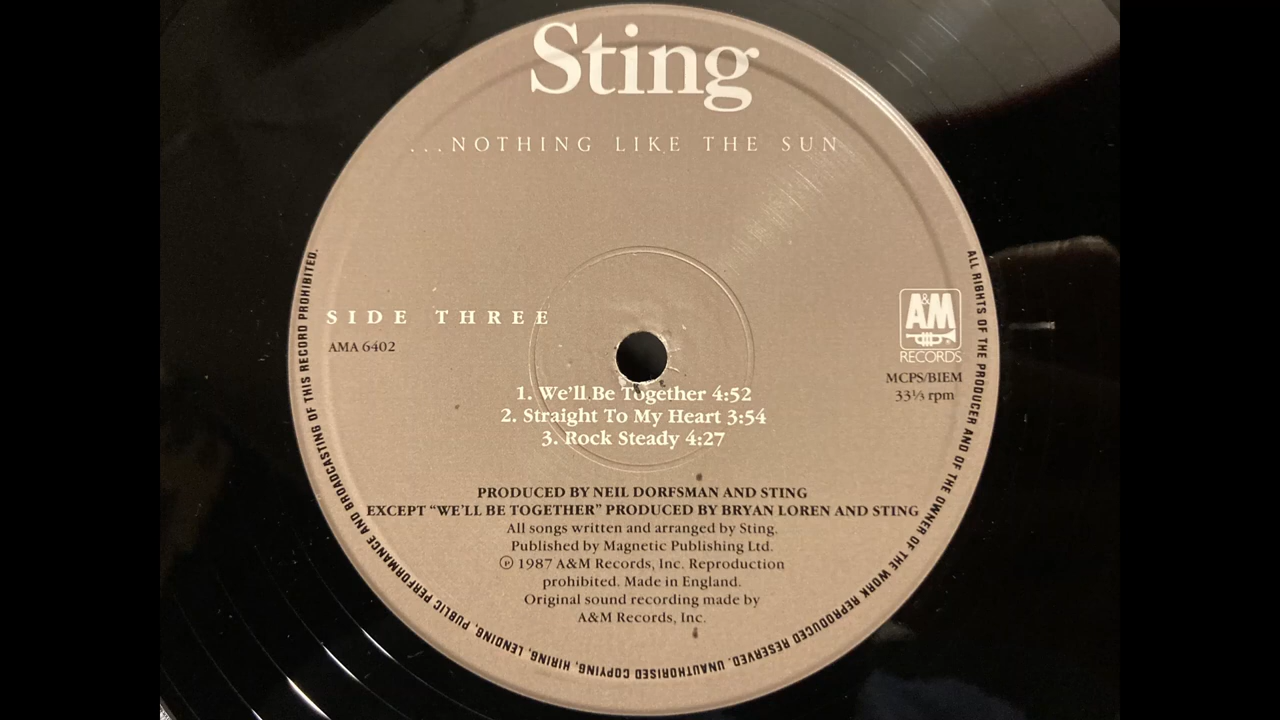 Sting
...NOTHING LIKE THE SUN
SIDE THREE
AMA 6402
A&M
RECORDS
MCPS/BIEM
33⅓ rpm
1. We'll Be Together 4:52
2. Straight To My Heart 3:54
3. Rock Steady 4:27
PRODUCED BY NEIL DORFSMAN AND STING
EXCEPT “WE'LL BE TOGETHER” PRODUCED BY BRYAN LOREN AND STING
All songs written and arranged by Sting.
Published by Magnetic Publishing Ltd.
℗ 1987 A&M Records, Inc. Reproduction
prohibited. Made in England.
Original sound recording made by
A&M Records, Inc.
ALL RIGHTS OF THE PRODUCER AND OF THE OWNER OF THE WORK REPRODUCED RESERVED. UNAUTHORISED COPYING, HIRING, LENDING, PUBLIC PERFORMANCE AND BROADCASTING OF THIS RECORD PROHIBITED.